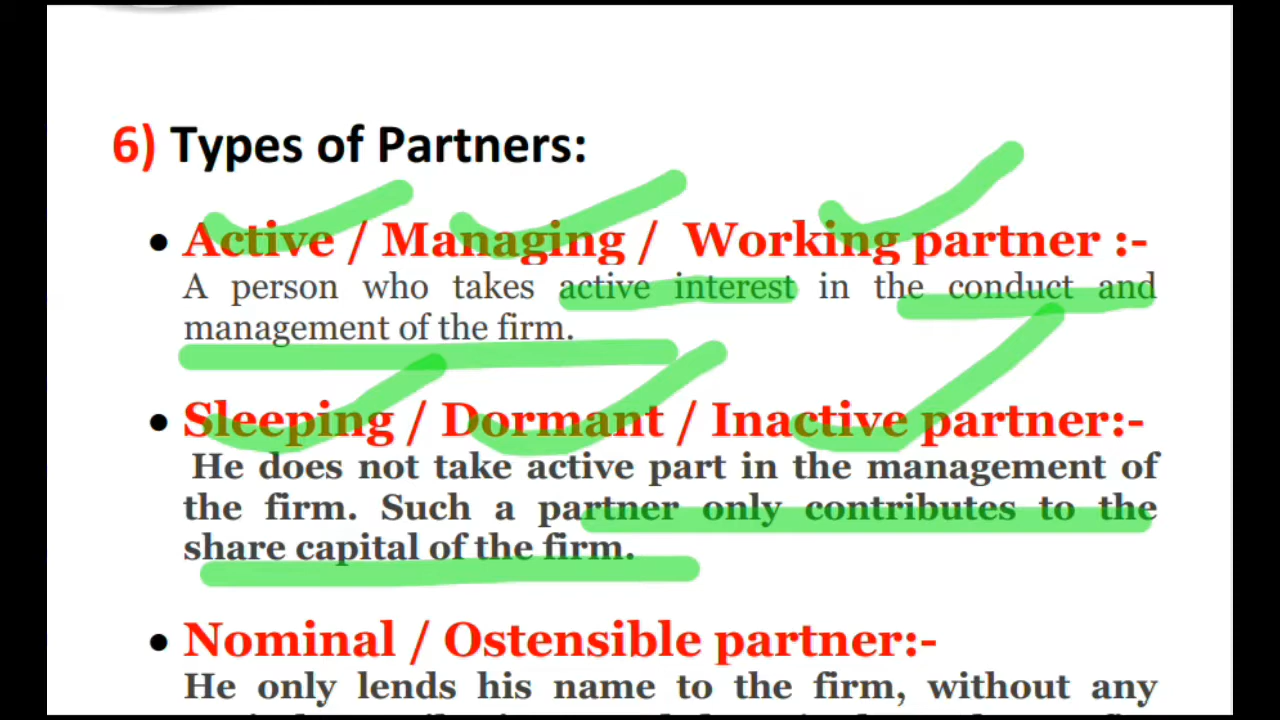 6) Types of Partners:
• Active / Managing / Working partner :-
A person who takes active interest in the conduct and
management of the firm.
• Sleeping / Dormant / Inactive partner:-
He does not take active part in the management of
the firm. Such a partner only contributes to the
share capital of the firm.
• Nominal / Ostensible partner:-
He only lends his name to the firm, without any